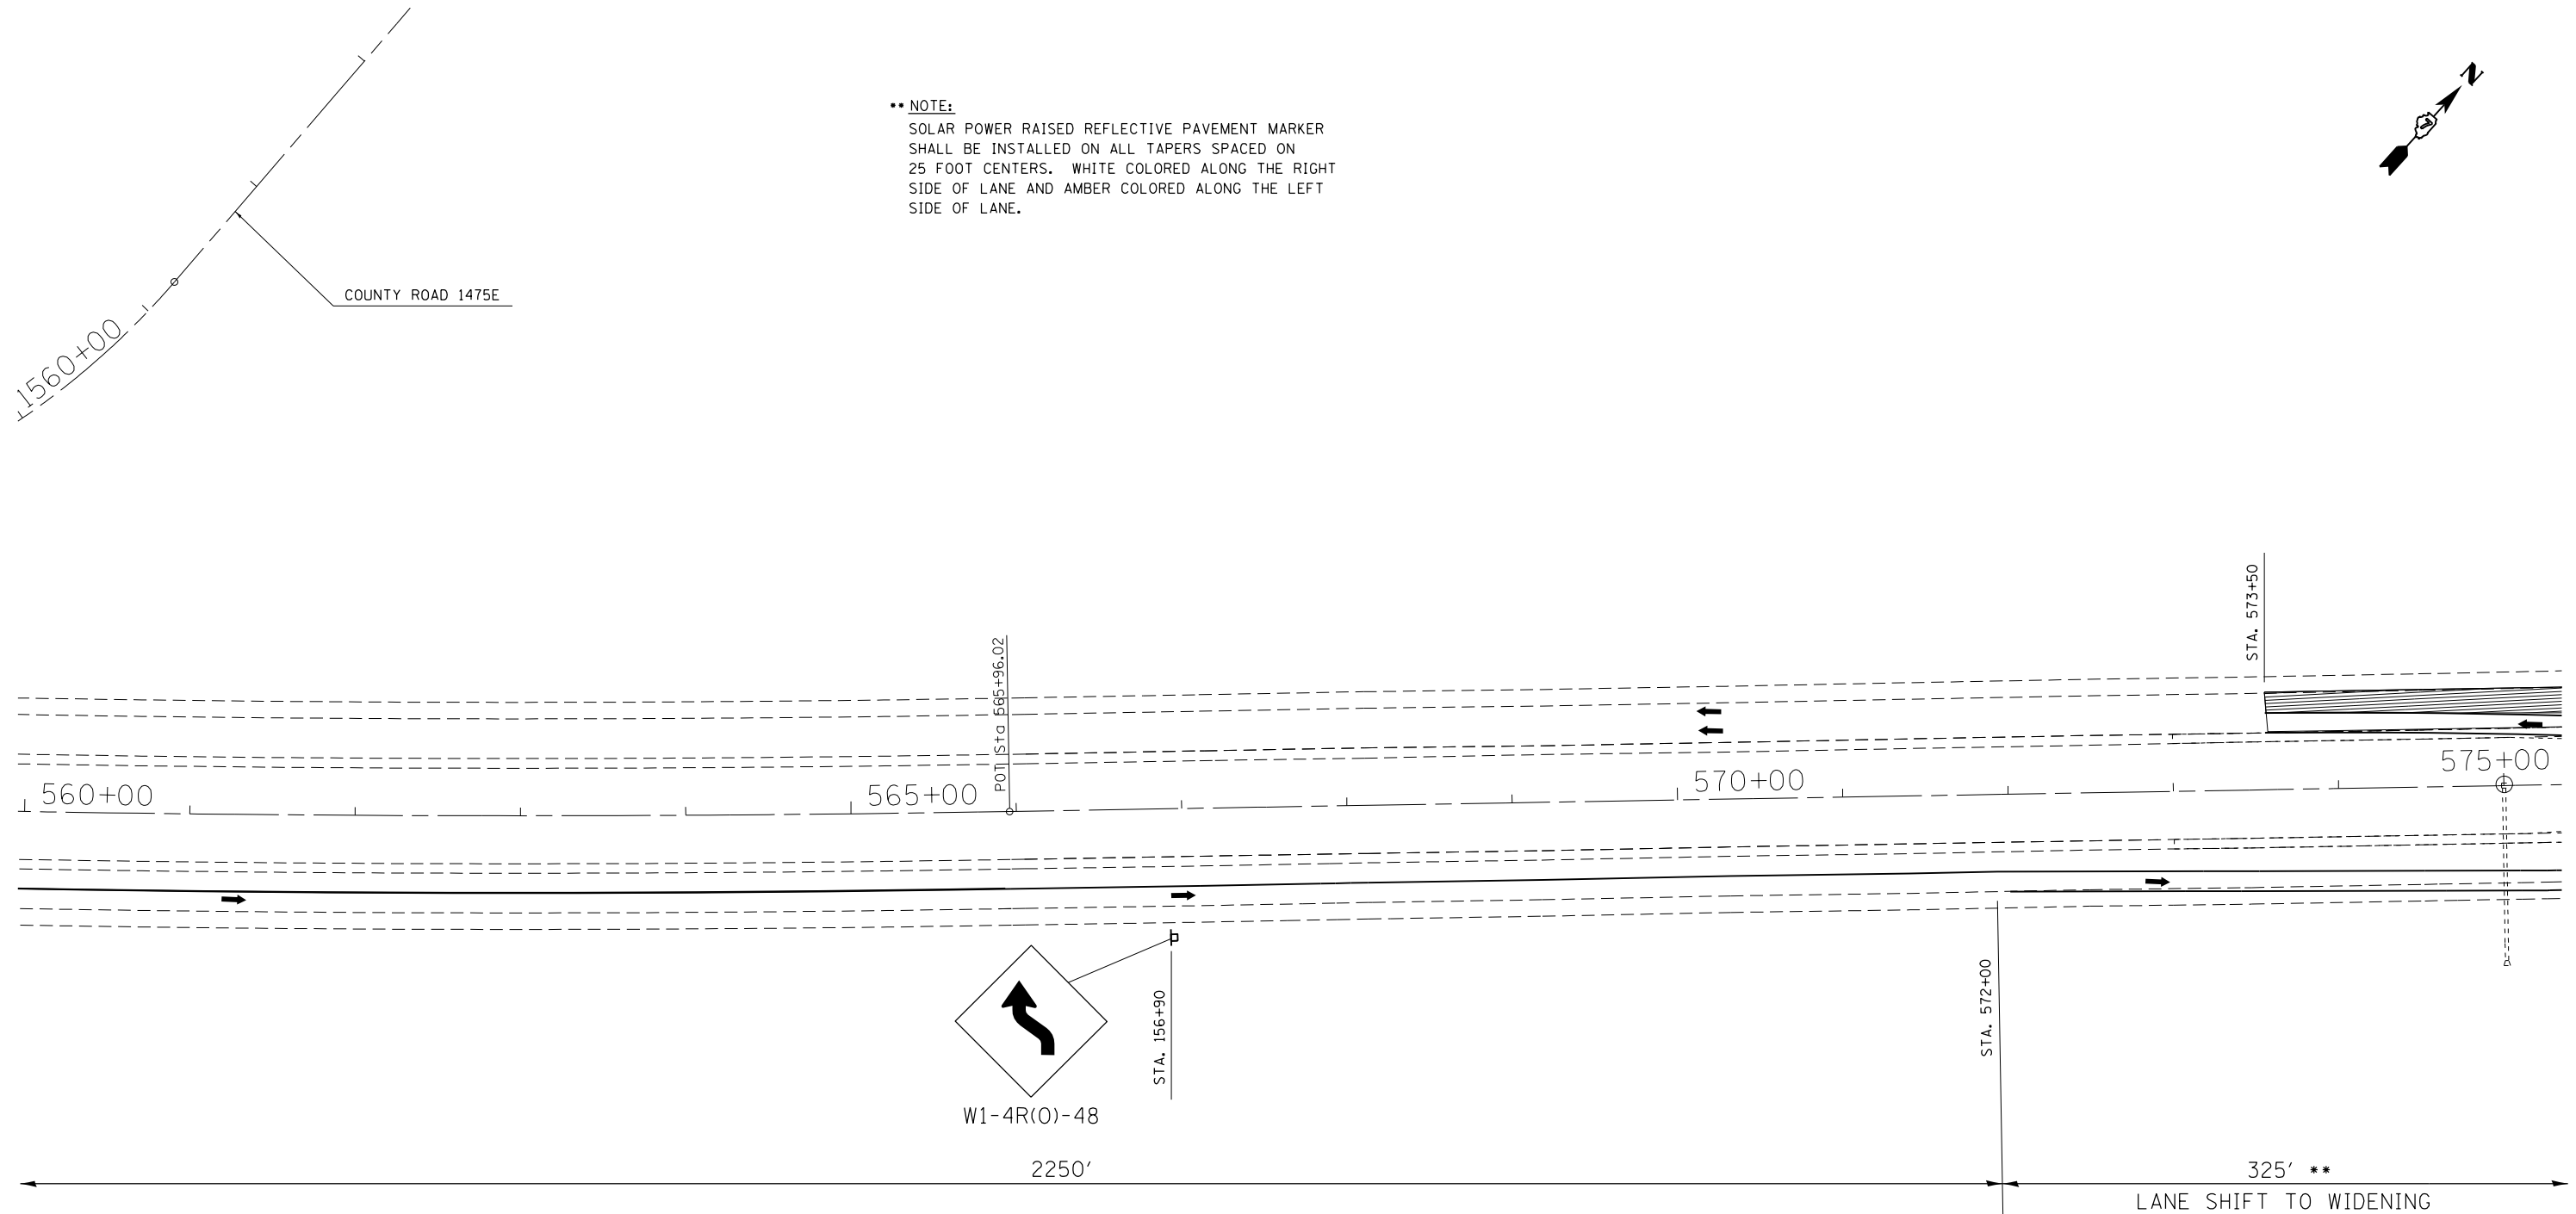 ** NOTE:
SOLAR POWER RAISED REFLECTIVE PAVEMENT MARKER
SHALL BE INSTALLED ON ALL TAPERS SPACED ON
25 FOOT CENTERS. WHITE COLORED ALONG THE RIGHT
SIDE OF LANE AND AMBER COLORED ALONG THE LEFT
SIDE OF LANE.
N
COUNTY ROAD 1475E
1560+00
STA. 573+50
POT Sta 565+96.02
560+00
565+00
570+00
575+00
STA. 156+90
STA. 572+00
W1-4R(O)-48
2250'
325' **
LANE SHIFT TO WIDENING